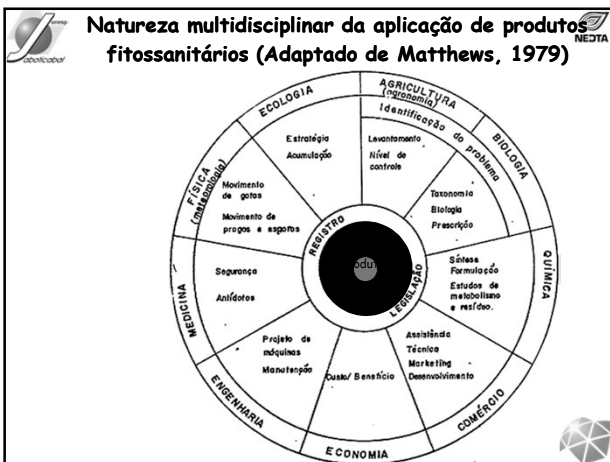 Natureza multidisciplinar da aplicação de produtos
fitossanitários (Adaptado de Matthews, 1979)
unesp
Jaboticabal
NEDTA
ECOLOGIA
AGRICULTURA
(agronomia)
Identificação do problema
BIOLOGIA
Estratégia
Acumulação
Levantamento
Nível de
controle
FÍSICA
(meteorologia)
Movimento
de gotas
Movimento de
pragas e esporos
Taxonomia
Biologia
Prescrição
REGISTRO
LEGISLAÇÃO
MEDICINA
Segurança
Antídotos
Síntese
Formulação
Estudos de
metabolismo
e resíduo.
QUÍMICA
Projeto de
máquinas
Manutenção
Custo/ Benefício
Assistência
Técnica
Marketing
Desenvolvimento
ENGENHARIA
ECONOMIA
COMÉRCIO